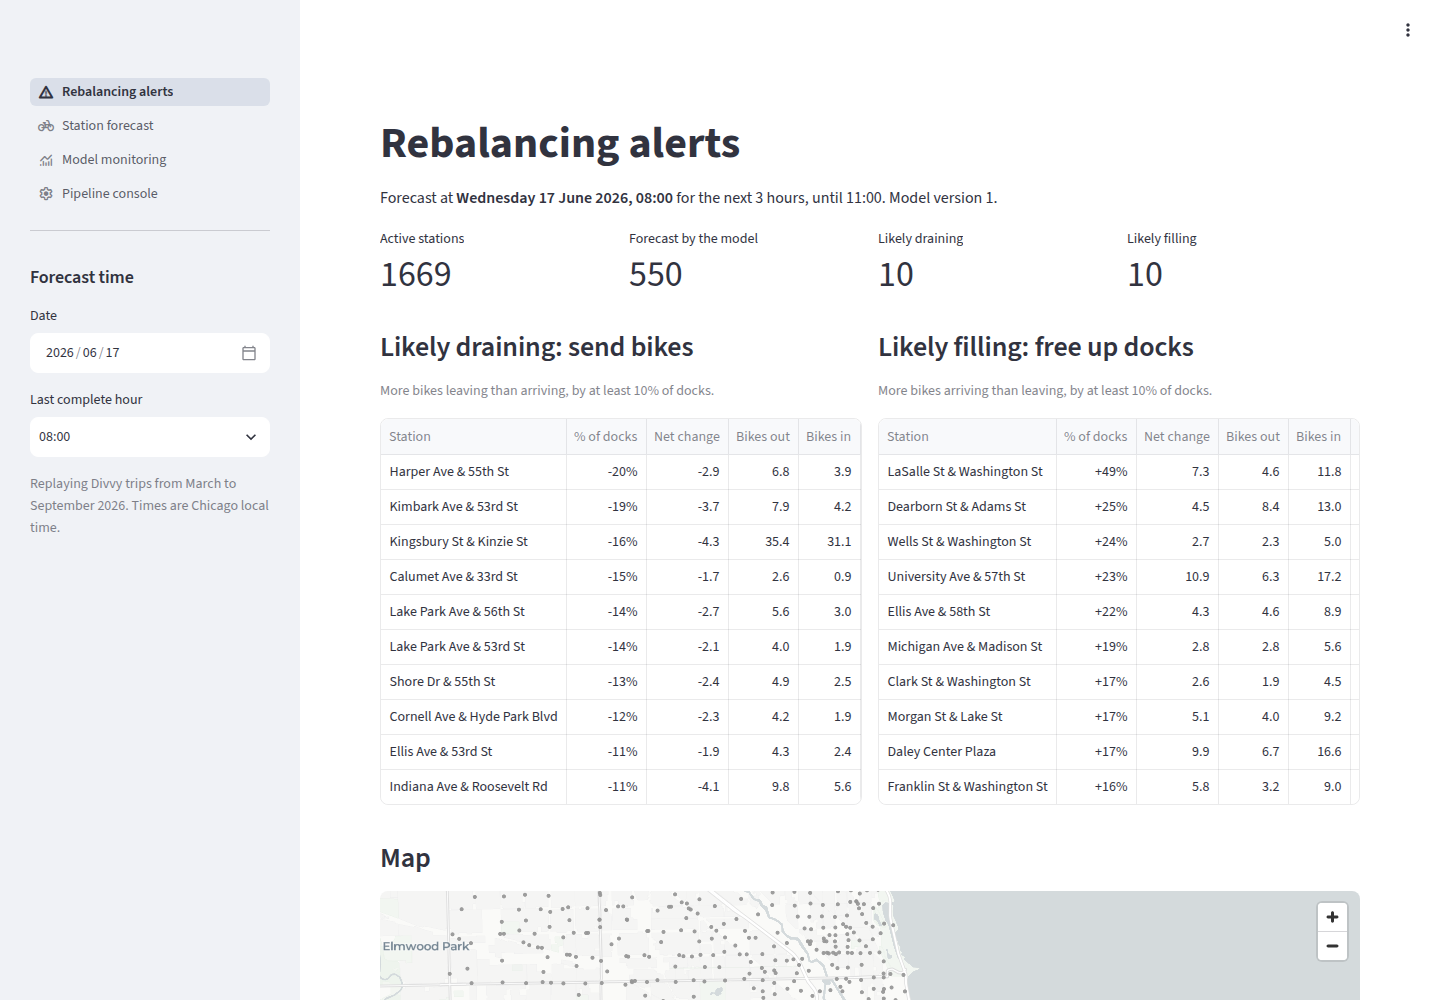 Rebalancing alerts
Station forecast
Model monitoring
Pipeline console
Forecast time
Date
2026 / 06 / 17
Last complete hour
08:00
Replaying Divvy trips from March to
September 2026. Times are Chicago local
time.
Rebalancing alerts
Forecast at Wednesday 17 June 2026, 08:00 for the next 3 hours, until 11:00. Model version 1.
Active stations Forecast by the model Likely draining Likely filling
1669 550 10 10
Likely draining: send bikes
More bikes leaving than arriving, by at least 10% of docks.
Station % of docks Net change Bikes out Bikes in
Harper Ave & 55th St -20% -2.9 6.8 3.9
Kimbark Ave & 53rd St -19% -3.7 7.9 4.2
Kingsbury St & Kinzie St -16% -4.3 35.4 31.1
Calumet Ave & 33rd St -15% -1.7 2.6 0.9
Lake Park Ave & 56th St -14% -2.7 5.6 3.0
Lake Park Ave & 53rd St -14% -2.1 4.0 1.9
Shore Dr & 55th St -13% -2.4 4.9 2.5
Cornell Ave & Hyde Park Blvd -12% -2.3 4.2 1.9
Ellis Ave & 53rd St -11% -1.9 4.3 2.4
Indiana Ave & Roosevelt Rd -11% -4.1 9.8 5.6
Likely filling: free up docks
More bikes arriving than leaving, by at least 10% of docks.
Station % of docks Net change Bikes out Bikes in
LaSalle St & Washington St +49% 7.3 4.6 11.8
Dearborn St & Adams St +25% 4.5 8.4 13.0
Wells St & Washington St +24% 2.7 2.3 5.0
University Ave & 57th St +23% 10.9 6.3 17.2
Ellis Ave & 58th St +22% 4.3 4.6 8.9
Michigan Ave & Madison St +19% 2.8 2.8 5.6
Clark St & Washington St +17% 2.6 1.9 4.5
Morgan St & Lake St +17% 5.1 4.0 9.2
Daley Center Plaza +17% 9.9 6.7 16.6
Franklin St & Washington St +16% 5.8 3.2 9.0
Map
Elmwood Park